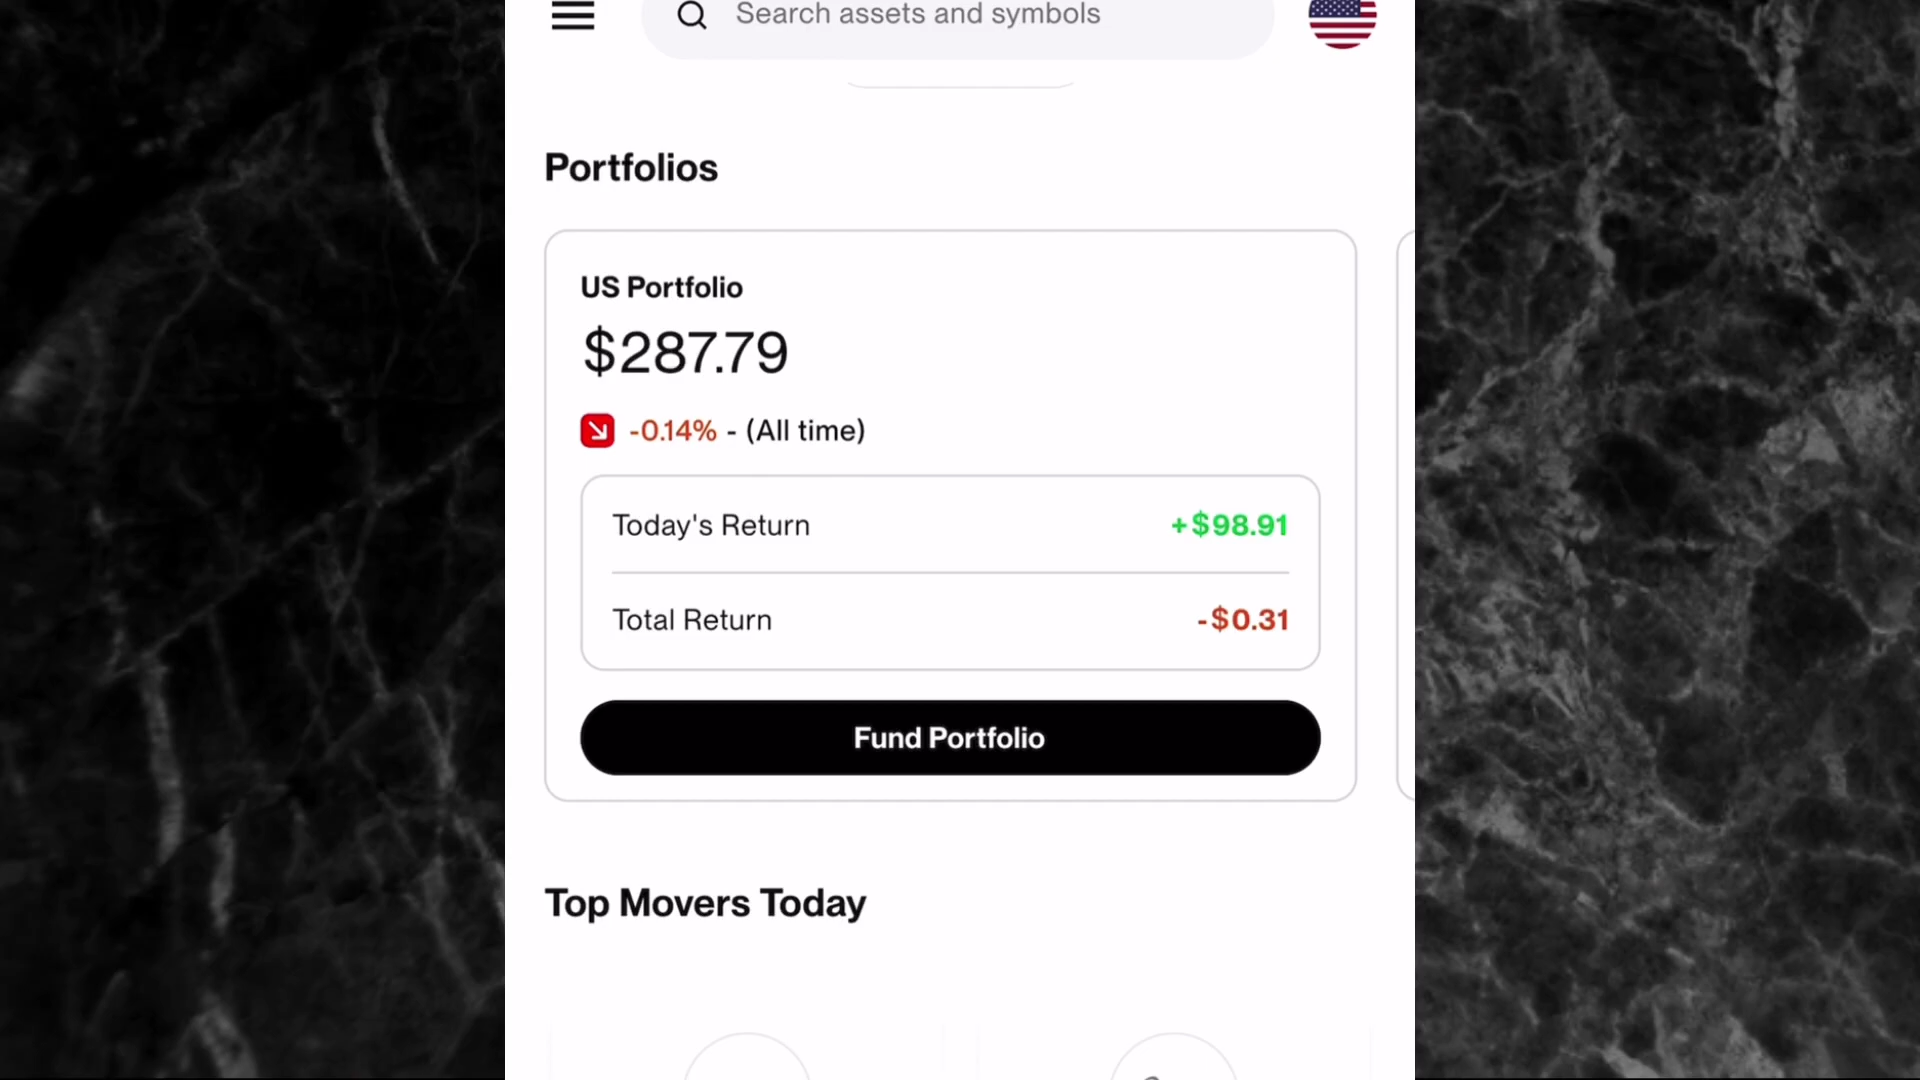 Search assets and symbols
Portfolios
US Portfolio
$287.79
-0.14% - (All time)
Today's Return +$98.91
Total Return -$0.31
Fund Portfolio
Top Movers Today